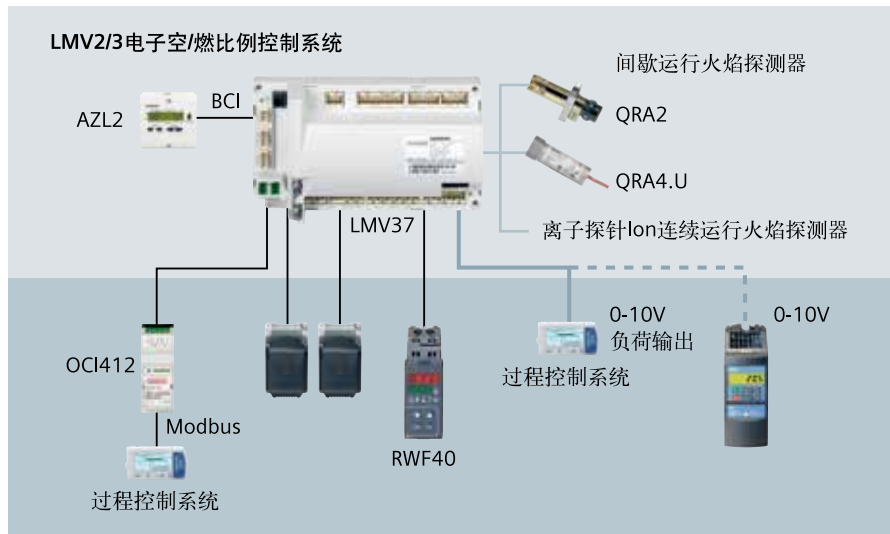 LMV2/3电子空/燃比例控制系统
间歇运行火焰探测器
AZL2
BCI
QRA2
QRA4.U
LMV37
离子探针Ion连续运行火焰探测器
OCI412
0-10V
负荷输出
0-10V
过程控制系统
Modbus
RWF40
过程控制系统